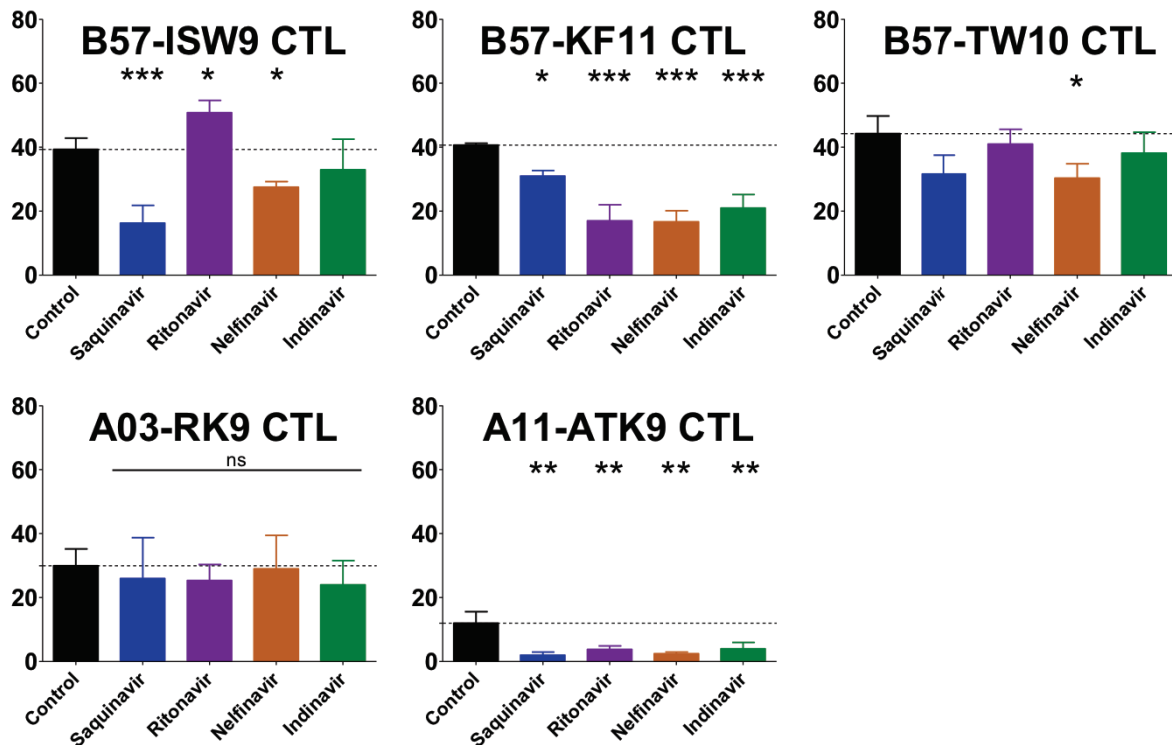 B57-ISW9 CTL
*** * *
80
60
40
20
0
Control
Saquinavir
Ritonavir
Nelfinavir
Indinavir
B57-KF11 CTL
* *** *** ***
80
60
40
20
0
Control
Saquinavir
Ritonavir
Nelfinavir
Indinavir
B57-TW10 CTL
*
80
60
40
20
0
Control
Saquinavir
Ritonavir
Nelfinavir
Indinavir
A03-RK9 CTL
ns
80
60
40
20
0
Control
Saquinavir
Ritonavir
Nelfinavir
Indinavir
A11-ATK9 CTL
** ** ** **
80
60
40
20
0
Control
Saquinavir
Ritonavir
Nelfinavir
Indinavir